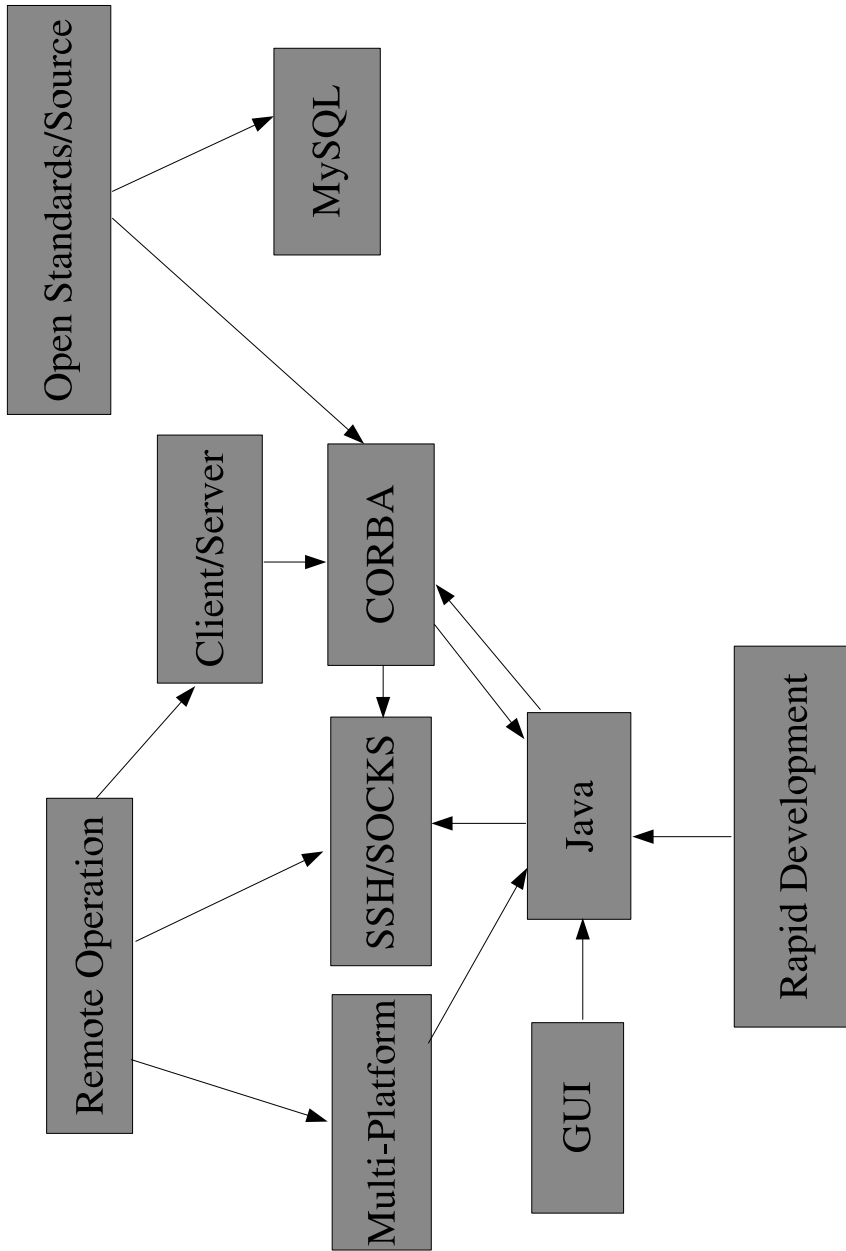 Remote Operation
Open Standards/Source
Client/Server
Multi-Platform
SSH/SOCKS
CORBA
MySQL
GUI
Java
Rapid Development